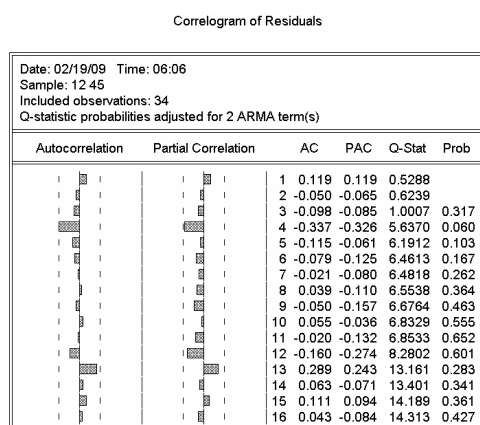 Correlogram of Residuals
Date: 02/19/09 Time: 06:06
Sample: 12 45
Included observations: 34
Q-statistic probabilities adjusted for 2 ARMA term(s)
Autocorrelation Partial Correlation AC PAC Q-Stat Prob
1 0.119 0.119 0.5288
2 -0.050 -0.065 0.6239
3 -0.098 -0.085 1.0007 0.317
4 -0.337 -0.326 5.6370 0.060
5 -0.115 -0.061 6.1912 0.103
6 -0.079 -0.125 6.4613 0.167
7 -0.021 -0.080 6.4818 0.262
8 0.039 -0.110 6.5538 0.364
9 -0.050 -0.157 6.6764 0.463
10 0.055 -0.036 6.8329 0.555
11 -0.020 -0.132 6.8533 0.652
12 -0.160 -0.274 8.2802 0.601
13 0.289 0.243 13.161 0.283
14 0.063 -0.071 13.401 0.341
15 0.111 0.094 14.189 0.361
16 0.043 -0.084 14.313 0.427